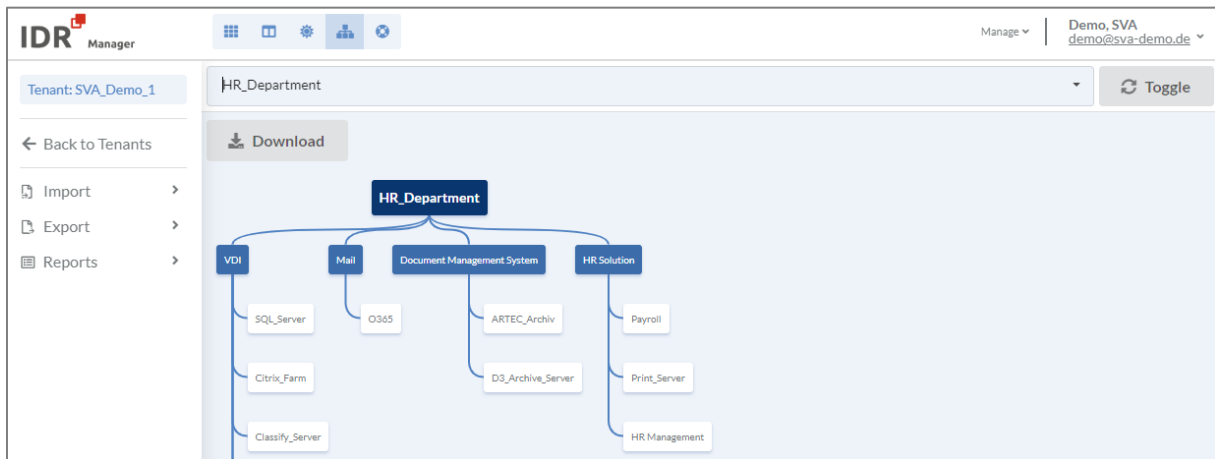 IDR Manager
Manage
Demo, SVA
demo@sva-demo.de
Tenant: SVA_Demo_1
HR_Department
Toggle
Back to Tenants
Download
Import
Export
Reports
HR_Department
VDI
Mail
Document Management System
HR Solution
SQL_Server
O365
ARTEC_Archiv
Payroll
Citrix_Farm
D3_Archive_Server
Print_Server
Classify_Server
HR Management